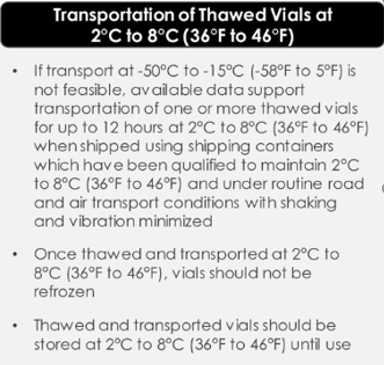 Transportation of Thawed Vials at
2°C to 8°C (36°F to 46°F)
• If transport at -50°C to -15°C (-58°F to 5°F) is
not feasible, available data support
transportation of one or more thawed vials
for up to 12 hours at 2°C to 8°C (36°F to 46°F)
when shipped using shipping containers
which have been qualified to maintain 2°C
to 8°C (36°F to 46°F) and under routine road
and air transport conditions with shaking
and vibration minimized
• Once thawed and transported at 2°C to
8°C (36°F to 46°F), vials should not be
refrozen
• Thawed and transported vials should be
stored at 2°C to 8°C (36°F to 46°F) until use